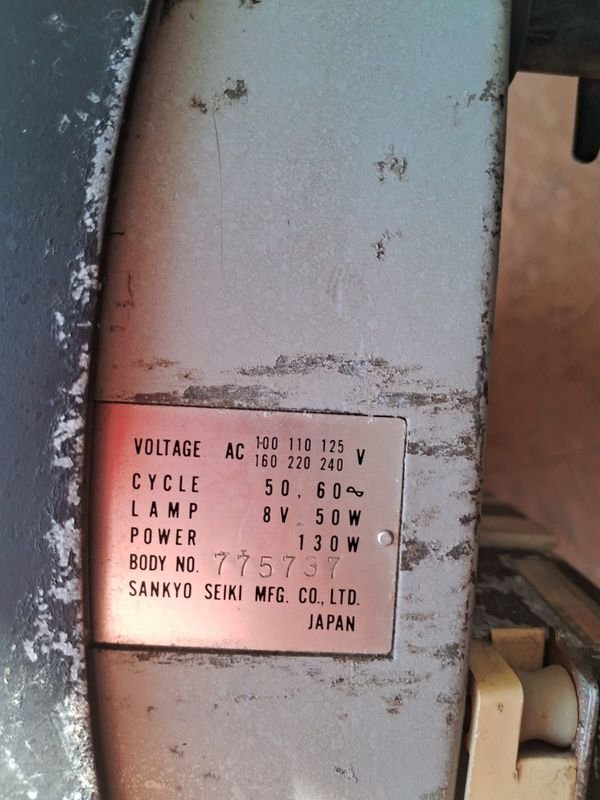 VOLTAGE AC 100 110 125 V
160 220 240
CYCLE 50, 60~
LAMP 8V 50W
POWER 130W
BODY NO. 775737
SANKYO SEIKI MFG. CO., LTD.
JAPAN